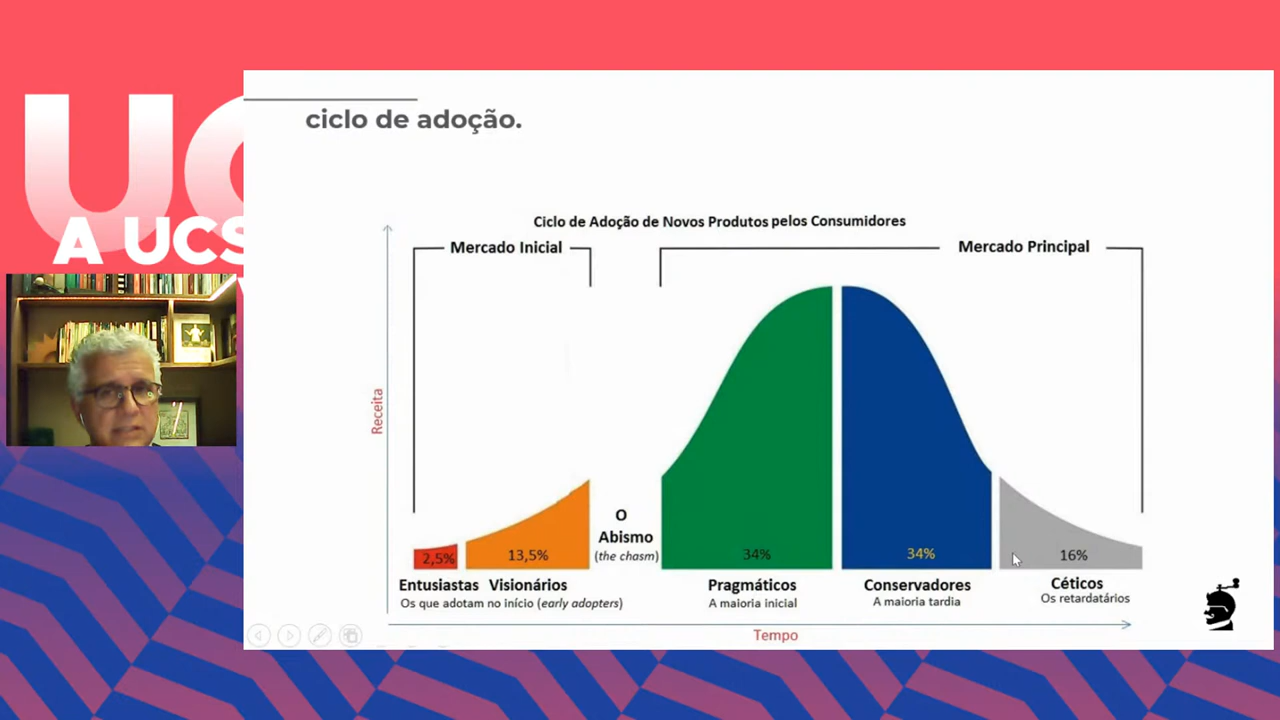 UC
A UCS
ciclo de adoção.
Ciclo de Adoção de Novos Produtos pelos Consumidores
Mercado Inicial
Mercado Principal
Receita
O
Abismo
(the chasm)
2,5%
13,5%
34%
34%
16%
Entusiastas
Visionários
Pragmáticos
Conservadores
Céticos
Os que adotam no início (early adopters)
A maioria inicial
A maioria tardia
Os retardatários
Tempo